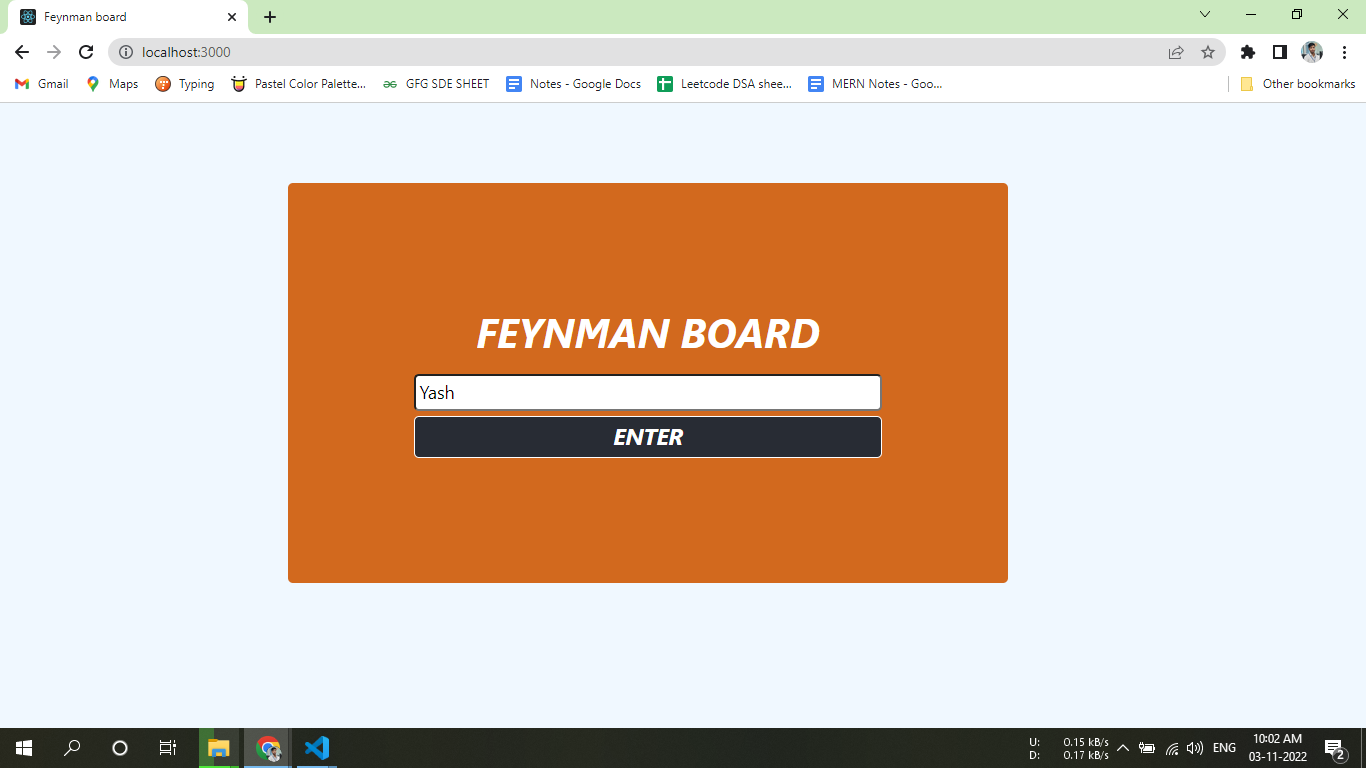 Feynman board
localhost:3000
Gmail Maps Typing Pastel Color Palette... GFG SDE SHEET Notes - Google Docs Leetcode DSA shee... MERN Notes - Goo... Other bookmarks
FEYNMAN BOARD
Yash
ENTER
U: 0.15 kB/s
D: 0.17 kB/s
ENG
10:02 AM
03-11-2022
2